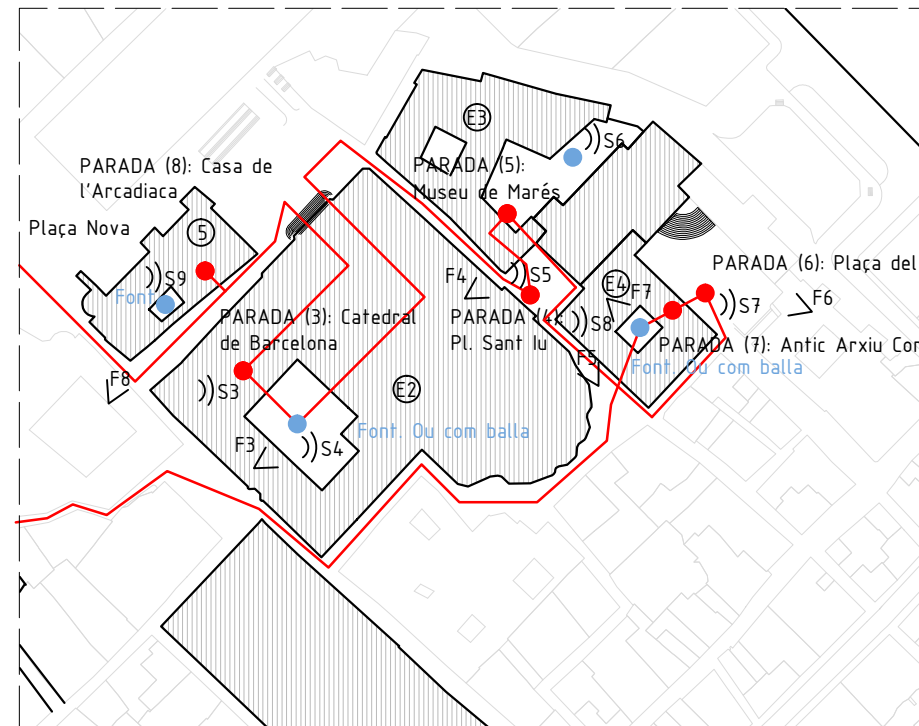 E3
S6
PARADA (8): Casa de
l'Arcadiaca
PARADA (5):
Museu de Marés
Plaça Nova
5
S9
Font.
F4
S5
E4
F7
PARADA (6): Plaça del
S7
F6
PARADA (3): Catedral
de Barcelona
PARADA (4):
Pl. Sant Iu
S8
PARADA (7): Antic Arxiu Cor
Font. Ou com balla
F5
F8
S3
E2
Font. Ou com balla
F3
S4